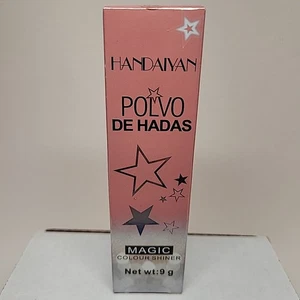 HANDAIYAN
POLVO
DE HADAS
MAGIC
COLOUR SHINER
Net wt:9 g